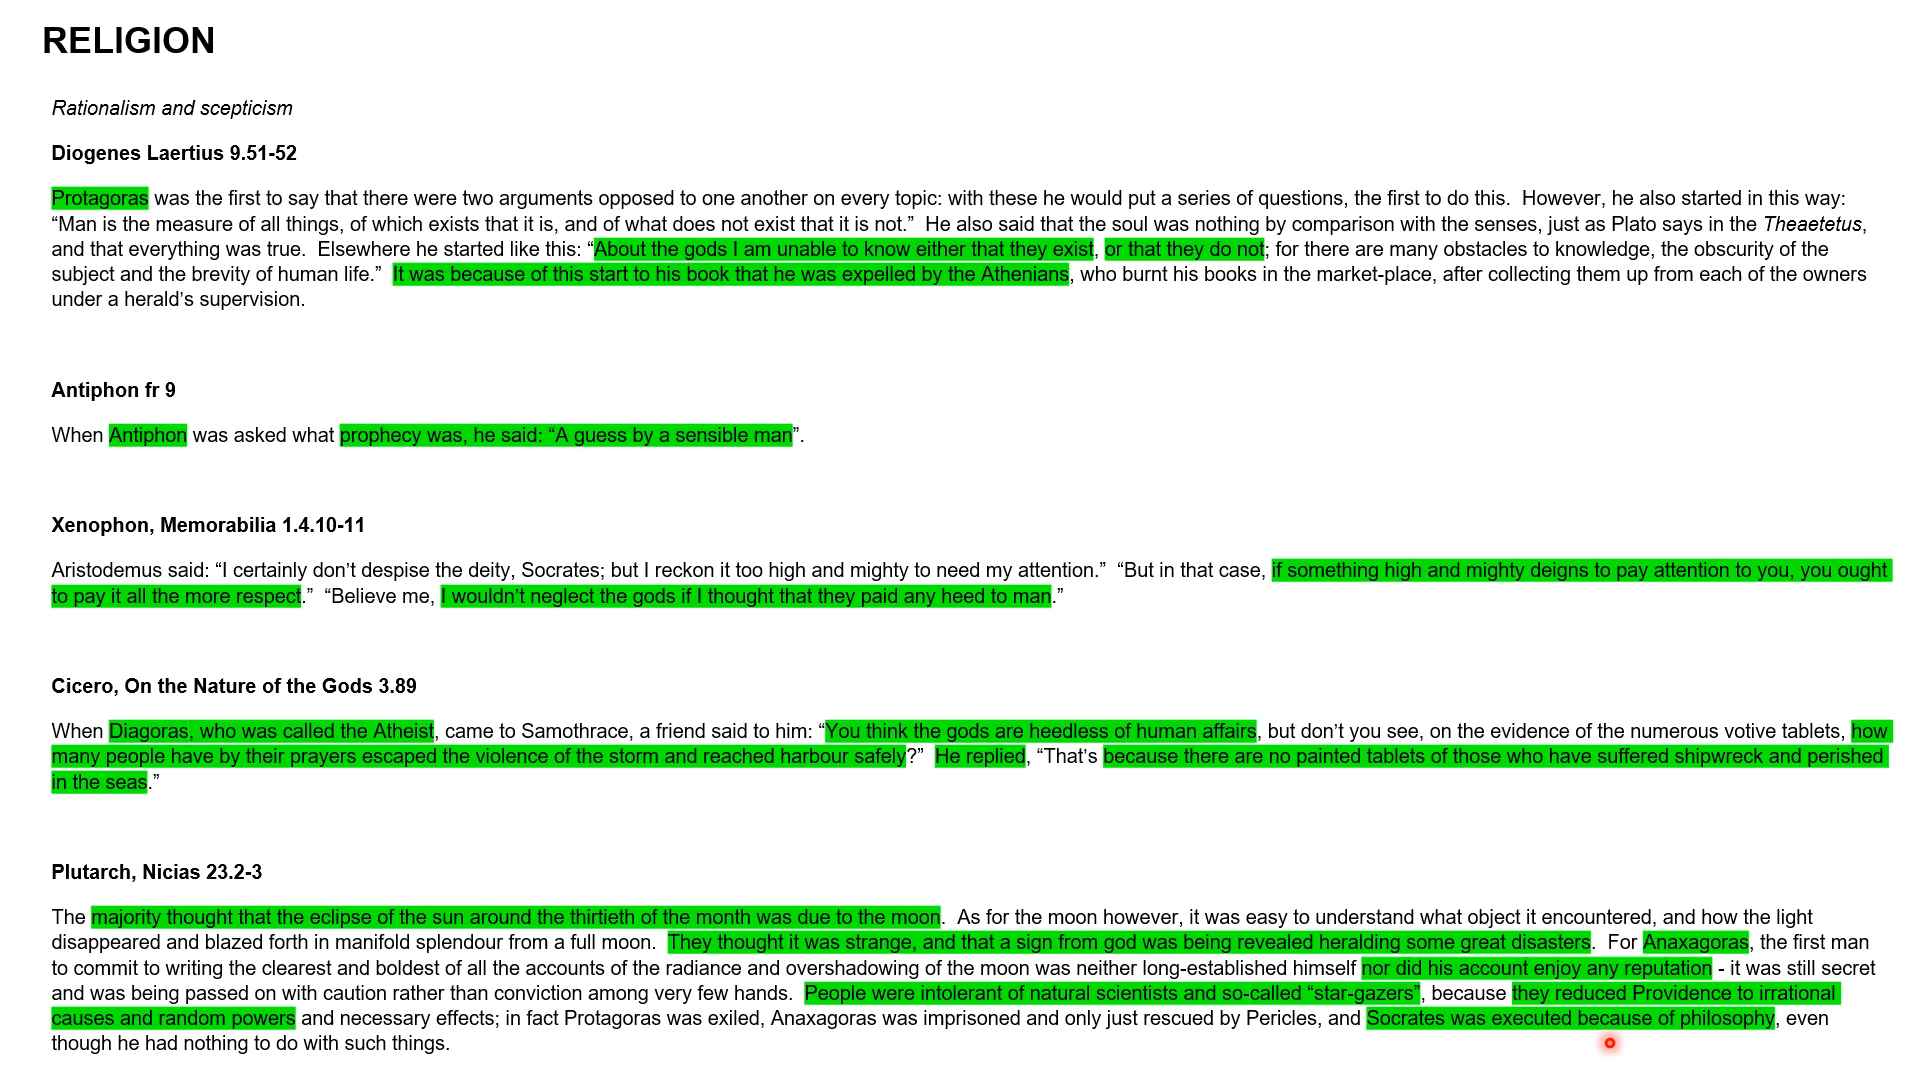 RELIGION
Rationalism and scepticism
Diogenes Laertius 9.51-52
Protagoras was the first to say that there were two arguments opposed to one another on every topic: with these he would put a series of questions, the first to do this.  However, he also started in this way:
“Man is the measure of all things, of which exists that it is, and of what does not exist that it is not.”  He also said that the soul was nothing by comparison with the senses, just as Plato says in the Theaetetus,
and that everything was true.  Elsewhere he started like this: “About the gods I am unable to know either that they exist, or that they do not; for there are many obstacles to knowledge, the obscurity of the
subject and the brevity of human life.”  It was because of this start to his book that he was expelled by the Athenians, who burnt his books in the market-place, after collecting them up from each of the owners
under a herald’s supervision.
Antiphon fr 9
When Antiphon was asked what prophecy was, he said: “A guess by a sensible man”.
Xenophon, Memorabilia 1.4.10-11
Aristodemus said: “I certainly don’t despise the deity, Socrates; but I reckon it too high and mighty to need my attention.”  “But in that case, if something high and mighty deigns to pay attention to you, you ought
to pay it all the more respect.”  “Believe me, I wouldn’t neglect the gods if I thought that they paid any heed to man.”
Cicero, On the Nature of the Gods 3.89
When Diagoras, who was called the Atheist, came to Samothrace, a friend said to him: “You think the gods are heedless of human affairs, but don’t you see, on the evidence of the numerous votive tablets, how
many people have by their prayers escaped the violence of the storm and reached harbour safely?”  He replied, “That’s because there are no painted tablets of those who have suffered shipwreck and perished
in the seas.”
Plutarch, Nicias 23.2-3
The majority thought that the eclipse of the sun around the thirtieth of the month was due to the moon.  As for the moon however, it was easy to understand what object it encountered, and how the light
disappeared and blazed forth in manifold splendour from a full moon.  They thought it was strange, and that a sign from god was being revealed heralding some great disasters.  For Anaxagoras, the first man
to commit to writing the clearest and boldest of all the accounts of the radiance and overshadowing of the moon was neither long-established himself nor did his account enjoy any reputation - it was still secret
and was being passed on with caution rather than conviction among very few hands.  People were intolerant of natural scientists and so-called “star-gazers”, because they reduced Providence to irrational
causes and random powers and necessary effects; in fact Protagoras was exiled, Anaxagoras was imprisoned and only just rescued by Pericles, and Socrates was executed because of philosophy, even
though he had nothing to do with such things.